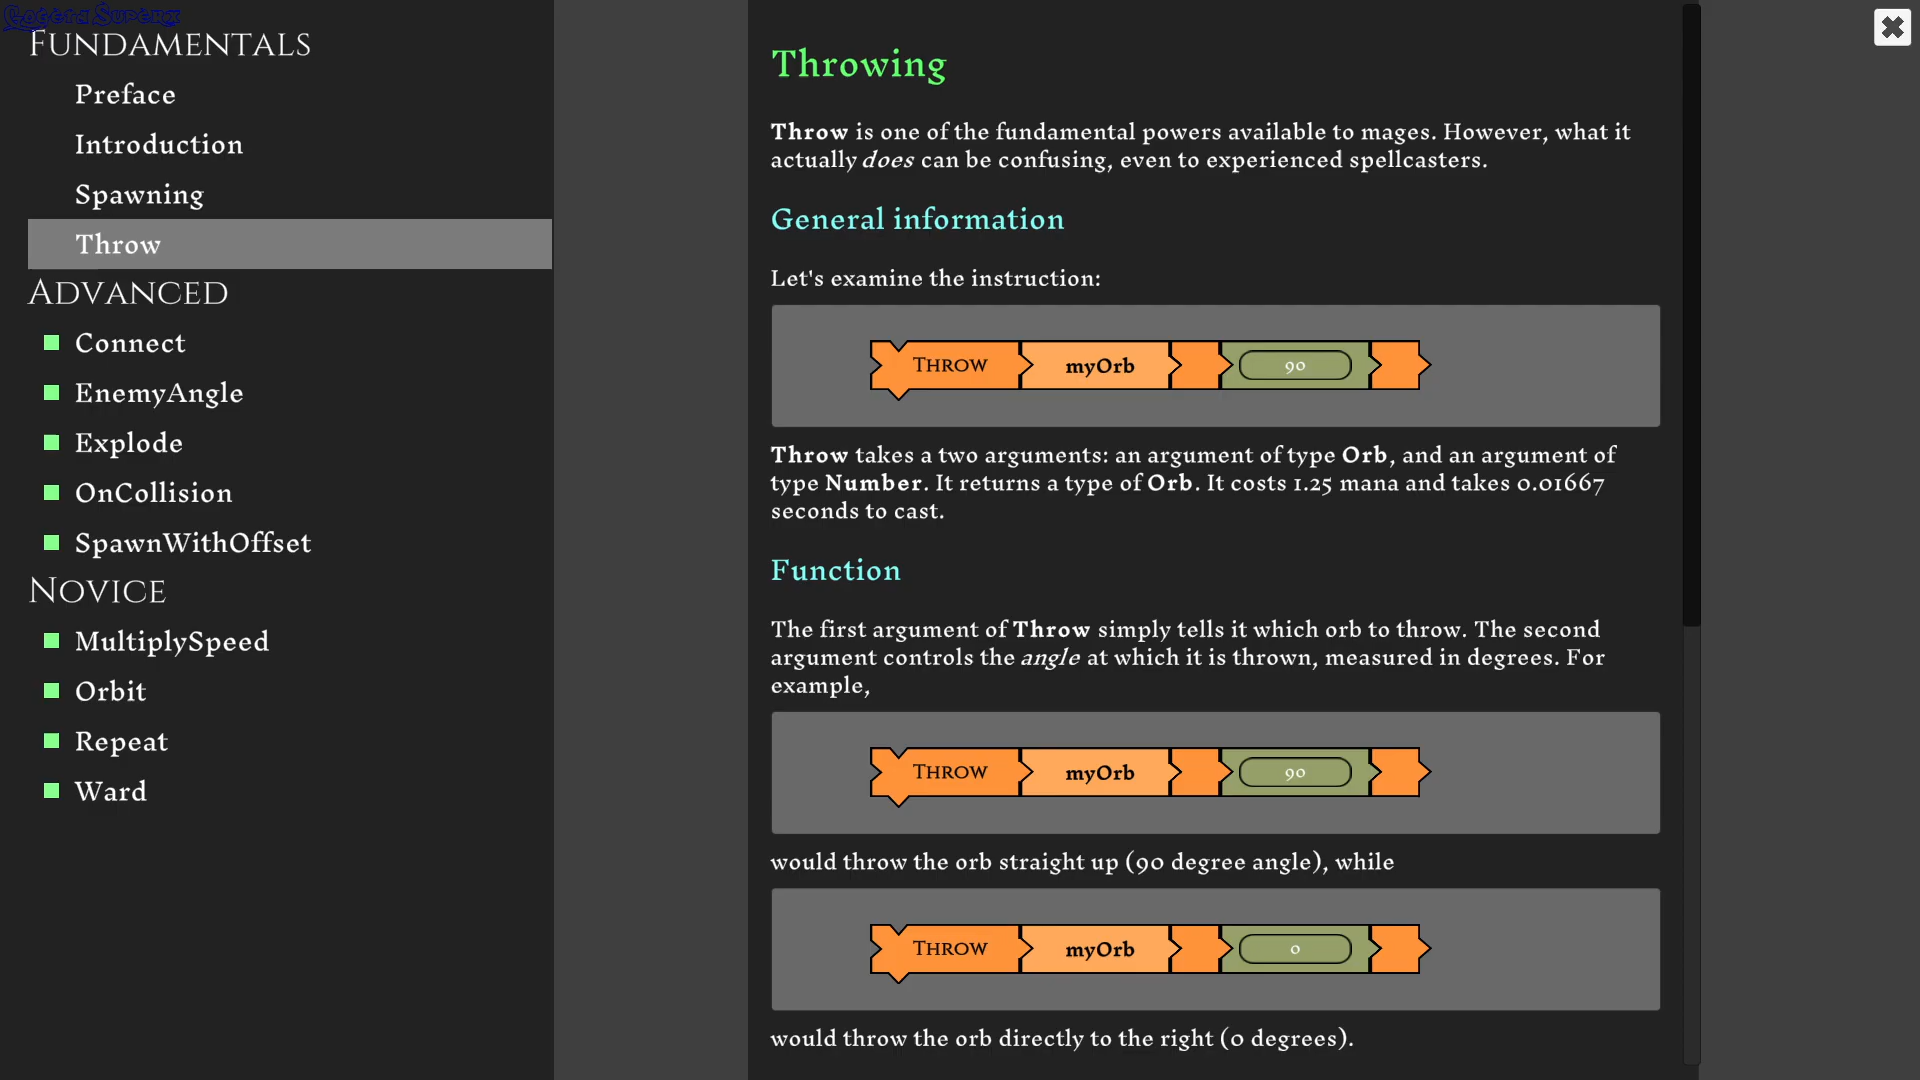 Fundamentals
Preface
Introduction
Spawning
Throw
Advanced
Connect
EnemyAngle
Explode
OnCollision
SpawnWithOffset
Novice
MultiplySpeed
Orbit
Repeat
Ward
Throwing
Throw is one of the fundamental powers available to mages. However, what it
actually does can be confusing, even to experienced spellcasters.
General information
Let's examine the instruction:
Throw myOrb 90
Throw takes a two arguments: an argument of type Orb, and an argument of
type Number. It returns a type of Orb. It costs 1.25 mana and takes 0.01667
seconds to cast.
Function
The first argument of Throw simply tells it which orb to throw. The second
argument controls the angle at which it is thrown, measured in degrees. For
example,
Throw myOrb 90
would throw the orb straight up (90 degree angle), while
Throw myOrb 0
would throw the orb directly to the right (0 degrees).